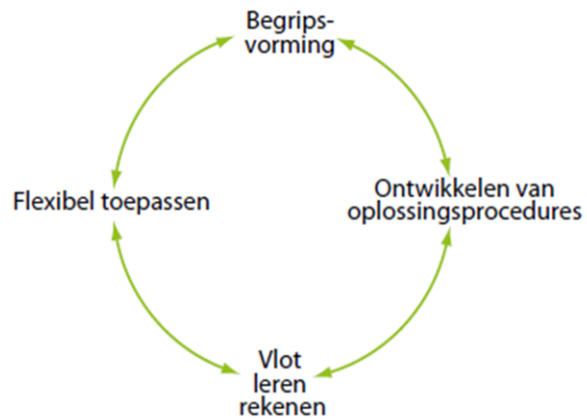 Begrips-
vorming
Flexibel toepassen
Ontwikkelen van
oplossingsprocedures
Vlot
leren
rekenen